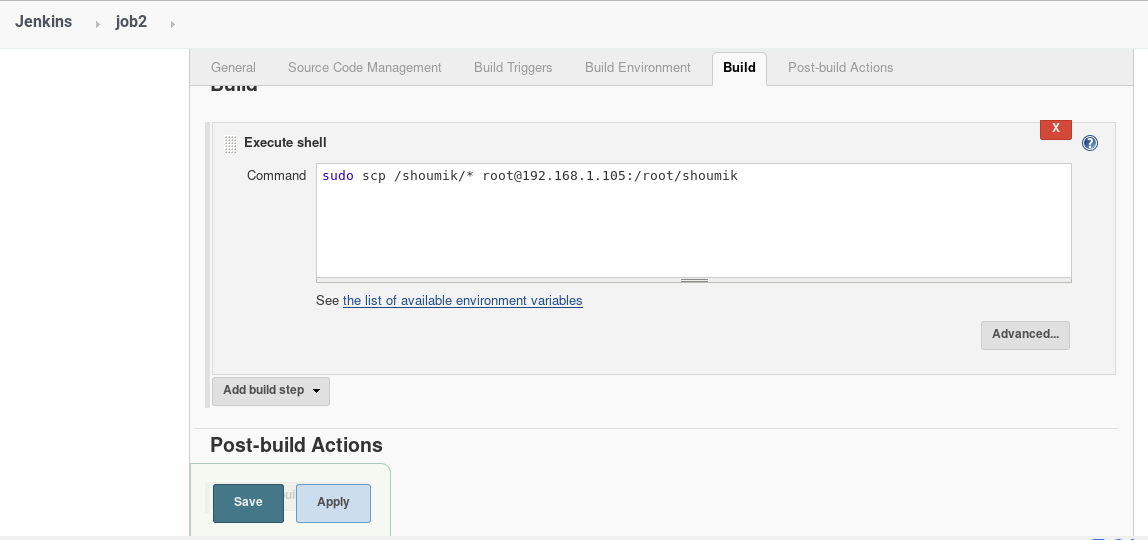 Jenkins job2
General Source Code Management Build Triggers Build Environment Build Post-build Actions
Build
X
Execute shell ?
Command sudo scp /shoumik/* root@192.168.1.105:/root/shoumik
See the list of available environment variables
Advanced...
Add build step
Post-build Actions
Save Apply